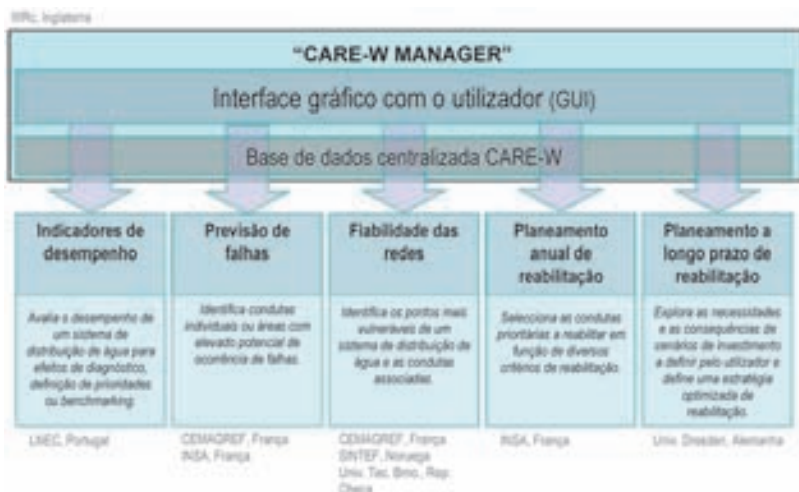 WRc, Inglaterra
“CARE-W MANAGER”
Interface gráfico com o utilizador (GUI)
Base de dados centralizada CARE-W
Indicadores de
desempenho
Avalia o desempenho de
um sistema de
distribuição de água para
efeitos de diagnóstico,
definição de prioridades
ou benchmarking.
LNEC, Portugal
Previsão de
falhas
Identifica condutas
individuais ou áreas com
elevado potencial de
ocorrência de falhas.
CEMAGREF, França
INSA, França
Fiabilidade das
redes
Identifica os pontos mais
vulneráveis de um
sistema de distribuição de
água e as condutas
associadas.
CEMAGREF, França
SINTEF, Noruega
Univ. Tec. Brno., Rep.
Checa
Planeamento
anual de
reabilitação
Selecciona as condutas
prioritárias a reabilitar em
função de diversos
critérios de reabilitação.
INSA, França
Planeamento a
longo prazo de
reabilitação
Explora as necessidades
e as consequências de
cenários de investimento
a definir pelo utilizador e
define uma estratégia
optimizada de
reabilitação.
Univ. Dresden, Alemanha